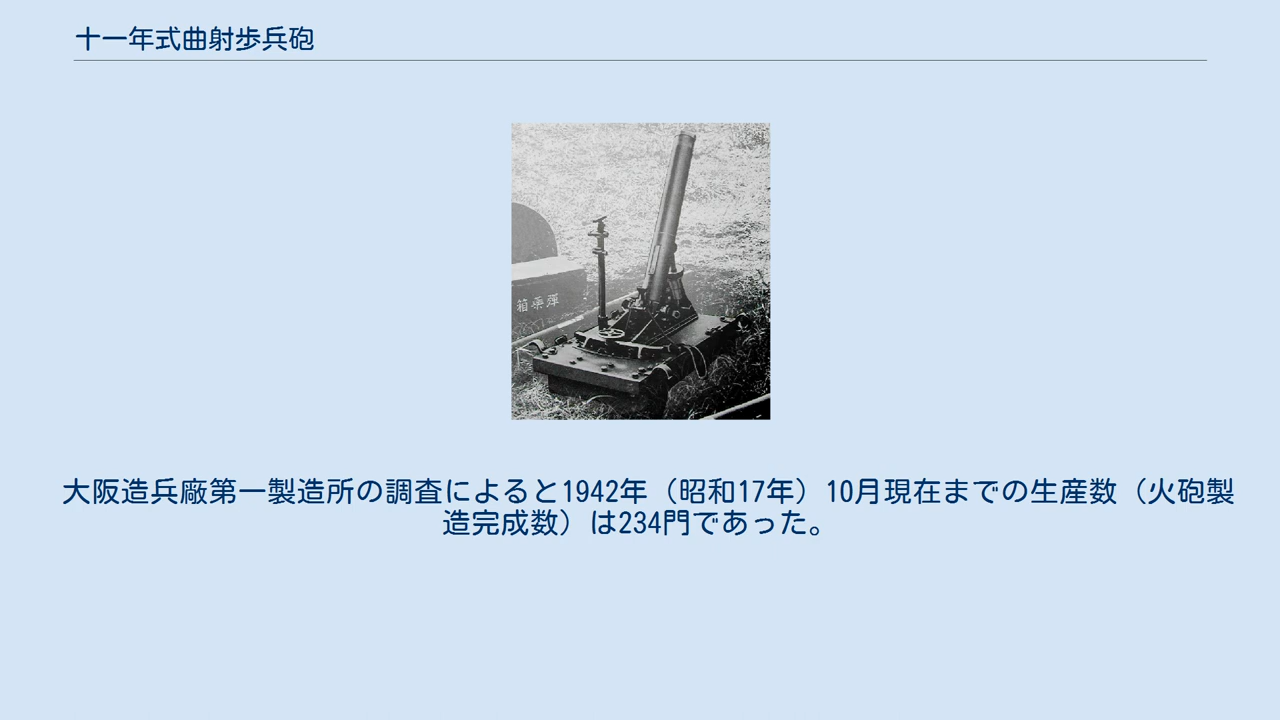 十一年式曲射歩兵砲
箱藥彈
大阪造兵廠第一製造所の調査によると1942年（昭和17年）10月現在までの生産数（火砲製
造完成数）は234門であった。